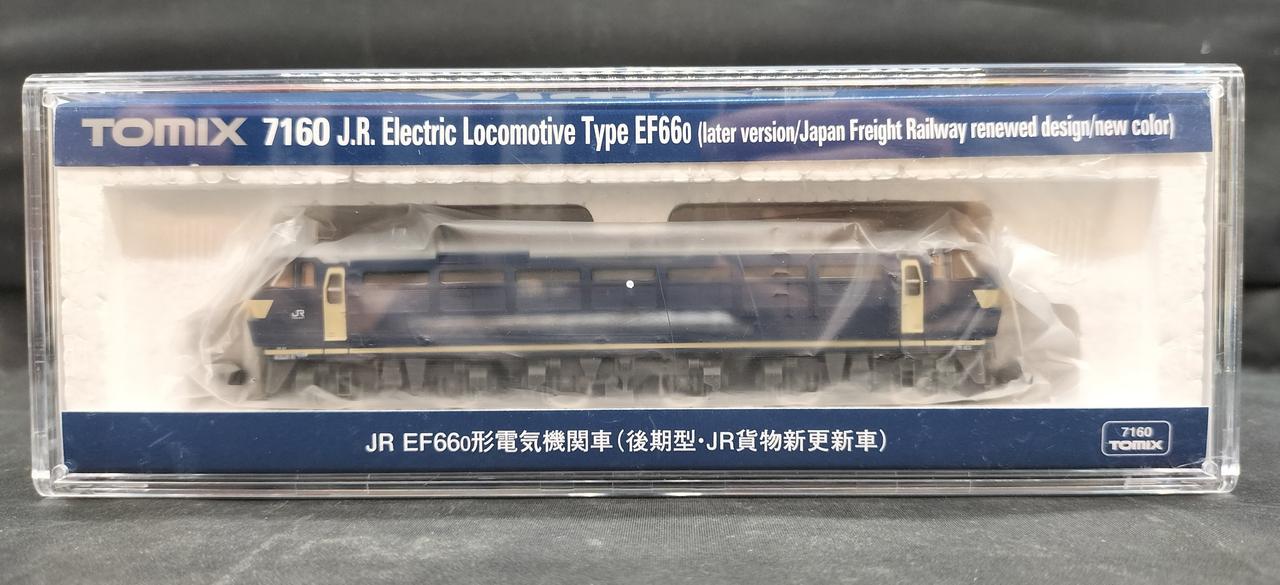 TOMIX 7160 J.R. Electric Locomotive Type EF660 (later version/Japan Freight Railway renewed design/new color)
JR
JR EF660形電気機関車(後期型・JR貨物新更新車)
7160
TOMIX